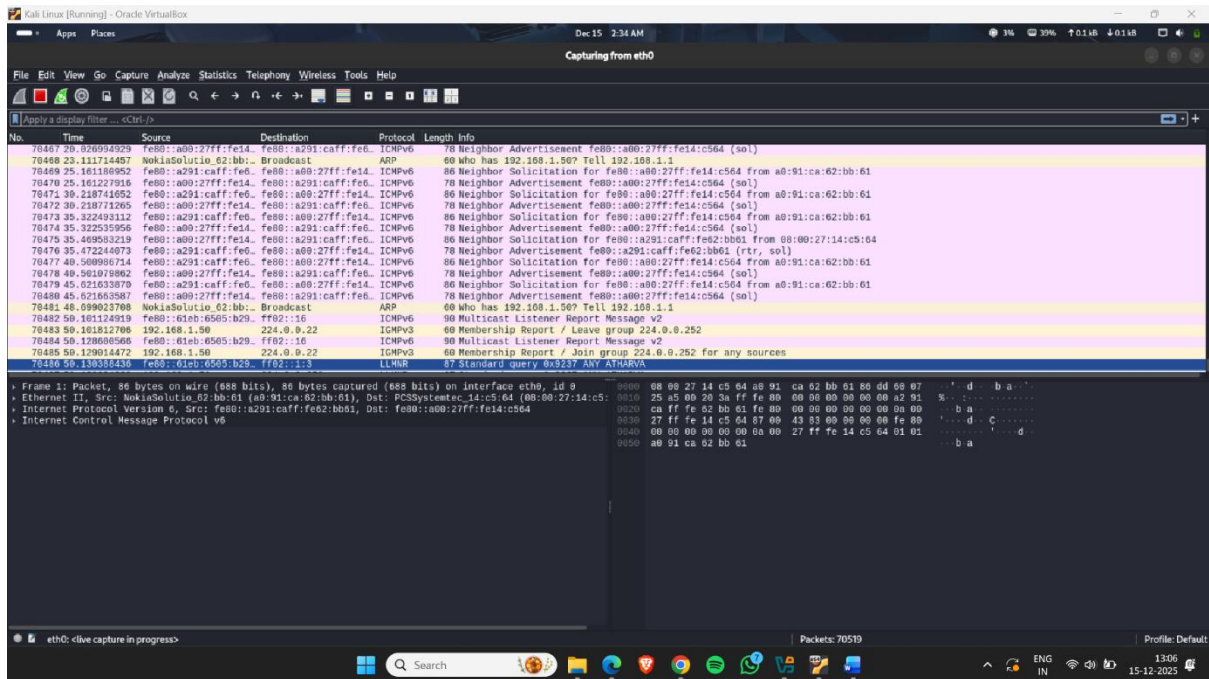 Kali Linux [Running] - Oracle VirtualBox
Apps Places Dec 15 2:34 AM 3% 39% 0.1 kB 0.1 kB
Capturing from eth0
File Edit View Go Capture Analyze Statistics Telephony Wireless Tools Help
Apply a display filter ... <Ctrl-/>
No. Time Source Destination Protocol Length Info
70467 20.026994929 fe80::a00:27ff:fe14… fe80::a291:caff:fe6… ICMPv6 78 Neighbor Advertisement fe80::a00:27ff:fe14:c564 (sol)
70468 23.111714457 NokiaSolutio_62:bb:… Broadcast ARP 60 Who has 192.168.1.50? Tell 192.168.1.1
70469 25.161180952 fe80::a291:caff:fe6… fe80::a00:27ff:fe14… ICMPv6 86 Neighbor Solicitation for fe80::a00:27ff:fe14:c564 from a0:91:ca:62:bb:61
70470 25.161227916 fe80::a00:27ff:fe14… fe80::a291:caff:fe6… ICMPv6 78 Neighbor Advertisement fe80::a00:27ff:fe14:c564 (sol)
70471 30.218741652 fe80::a291:caff:fe6… fe80::a00:27ff:fe14… ICMPv6 86 Neighbor Solicitation for fe80::a00:27ff:fe14:c564 from a0:91:ca:62:bb:61
70472 30.218771265 fe80::a00:27ff:fe14… fe80::a291:caff:fe6… ICMPv6 78 Neighbor Advertisement fe80::a00:27ff:fe14:c564 (sol)
70473 35.322493112 fe80::a291:caff:fe6… fe80::a00:27ff:fe14… ICMPv6 86 Neighbor Solicitation for fe80::a00:27ff:fe14:c564 from a0:91:ca:62:bb:61
70474 35.322535956 fe80::a00:27ff:fe14… fe80::a291:caff:fe6… ICMPv6 78 Neighbor Advertisement fe80::a00:27ff:fe14:c564 (sol)
70475 35.469583219 fe80::a00:27ff:fe14… fe80::a291:caff:fe6… ICMPv6 86 Neighbor Solicitation for fe80::a291:caff:fe62:bb61 from 08:00:27:14:c5:64
70476 35.472244073 fe80::a291:caff:fe6… fe80::a00:27ff:fe14… ICMPv6 78 Neighbor Advertisement fe80::a291:caff:fe62:bb61 (rtr, sol)
70477 40.500986714 fe80::a291:caff:fe6… fe80::a00:27ff:fe14… ICMPv6 86 Neighbor Solicitation for fe80::a00:27ff:fe14:c564 from a0:91:ca:62:bb:61
70478 40.501079862 fe80::a00:27ff:fe14… fe80::a291:caff:fe6… ICMPv6 78 Neighbor Advertisement fe80::a00:27ff:fe14:c564 (sol)
70479 45.621633870 fe80::a291:caff:fe6… fe80::a00:27ff:fe14… ICMPv6 86 Neighbor Solicitation for fe80::a00:27ff:fe14:c564 from a0:91:ca:62:bb:61
70480 45.621663587 fe80::a00:27ff:fe14… fe80::a291:caff:fe6… ICMPv6 78 Neighbor Advertisement fe80::a00:27ff:fe14:c564 (sol)
70481 48.699023708 NokiaSolutio_62:bb:… Broadcast ARP 60 Who has 192.168.1.50? Tell 192.168.1.1
70482 50.101124919 fe80::61eb:6505:b29… ff02::16 ICMPv6 90 Multicast Listener Report Message v2
70483 50.101812706 192.168.1.50 224.0.0.22 IGMPv3 60 Membership Report / Leave group 224.0.0.252
70484 50.128600566 fe80::61eb:6505:b29… ff02::16 ICMPv6 90 Multicast Listener Report Message v2
70485 50.129014472 192.168.1.50 224.0.0.22 IGMPv3 60 Membership Report / Join group 224.0.0.252 for any sources
70486 50.130388436 fe80::61eb:6505:b29… ff02::1:3 LLMNR 87 Standard query 0x9237 ANY ATHARVA
Frame 1: Packet, 86 bytes on wire (688 bits), 86 bytes captured (688 bits) on interface eth0, id 0
Ethernet II, Src: NokiaSolutio_62:bb:61 (a0:91:ca:62:bb:61), Dst: PCSSystemtec_14:c5:64 (08:00:27:14:c5:
Internet Protocol Version 6, Src: fe80::a291:caff:fe62:bb61, Dst: fe80::a00:27ff:fe14:c564
Internet Control Message Protocol v6
0000 08 00 27 14 c5 64 a0 91 ca 62 bb 61 86 dd 60 07 ··'··d·· ·b·a··`·
0010 25 a5 00 20 3a ff fe 80 00 00 00 00 00 00 a2 91 %·· :··· ········
0020 ca ff fe 62 bb 61 fe 80 00 00 00 00 00 00 0a 00 ···b·a·· ········
0030 27 ff fe 14 c5 64 87 00 43 83 00 00 00 00 fe 80 '····d·· C·······
0040 00 00 00 00 00 00 0a 00 27 ff fe 14 c5 64 01 01 ········ '····d··
0050 a0 91 ca 62 bb 61 ···b·a
eth0: <live capture in progress> Packets: 70519 Profile: Default
Search 7 ENG 13:06
IN 15-12-2025